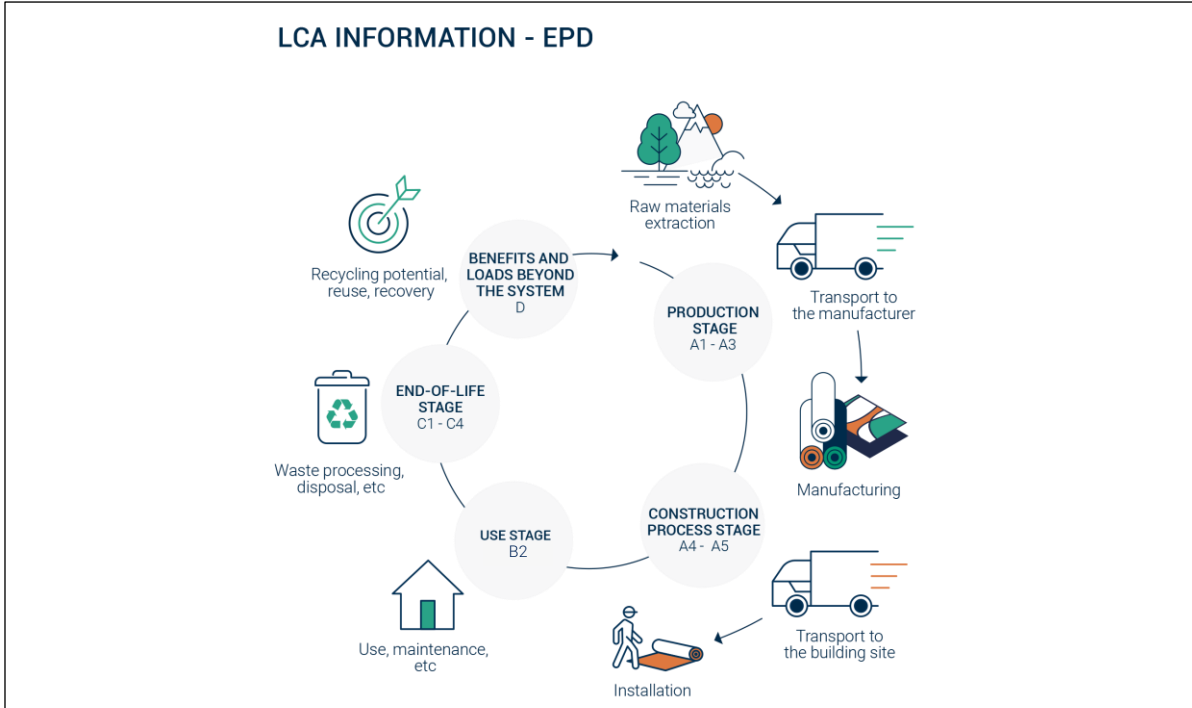 LCA INFORMATION - EPD
Raw materials
extraction
Transport to
the manufacturer
Manufacturing
Transport to
the building site
Installation
Use, maintenance,
etc
Waste processing,
disposal, etc
Recycling potential,
reuse, recovery
BENEFITS AND
LOADS BEYOND
THE SYSTEM
D
PRODUCTION
STAGE
A1 - A3
CONSTRUCTION
PROCESS STAGE
A4 - A5
USE STAGE
B2
END-OF-LIFE
STAGE
C1 - C4